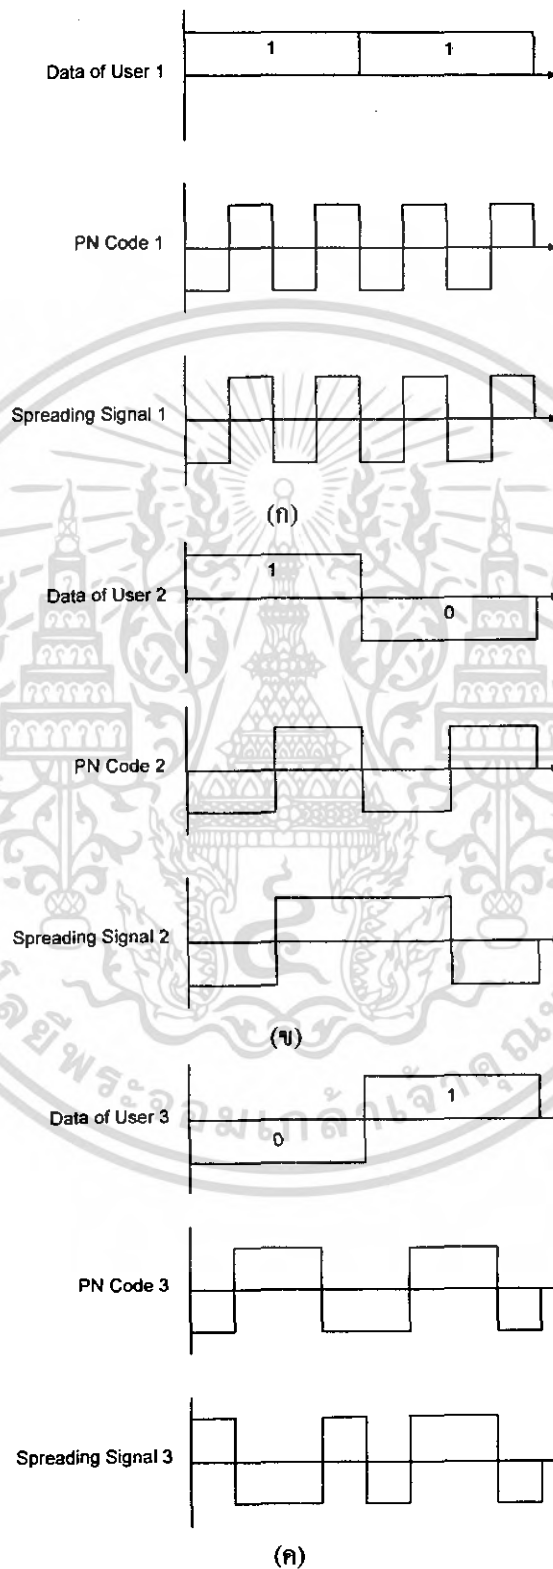 1 1
Data of User 1
PN Code 1
Spreading Signal 1
(ก)
1
Data of User 2
0
PN Code 2
Spreading Signal 2
(ข)
1
Data of User 3
0
PN Code 3
Spreading Signal 3
(ค)